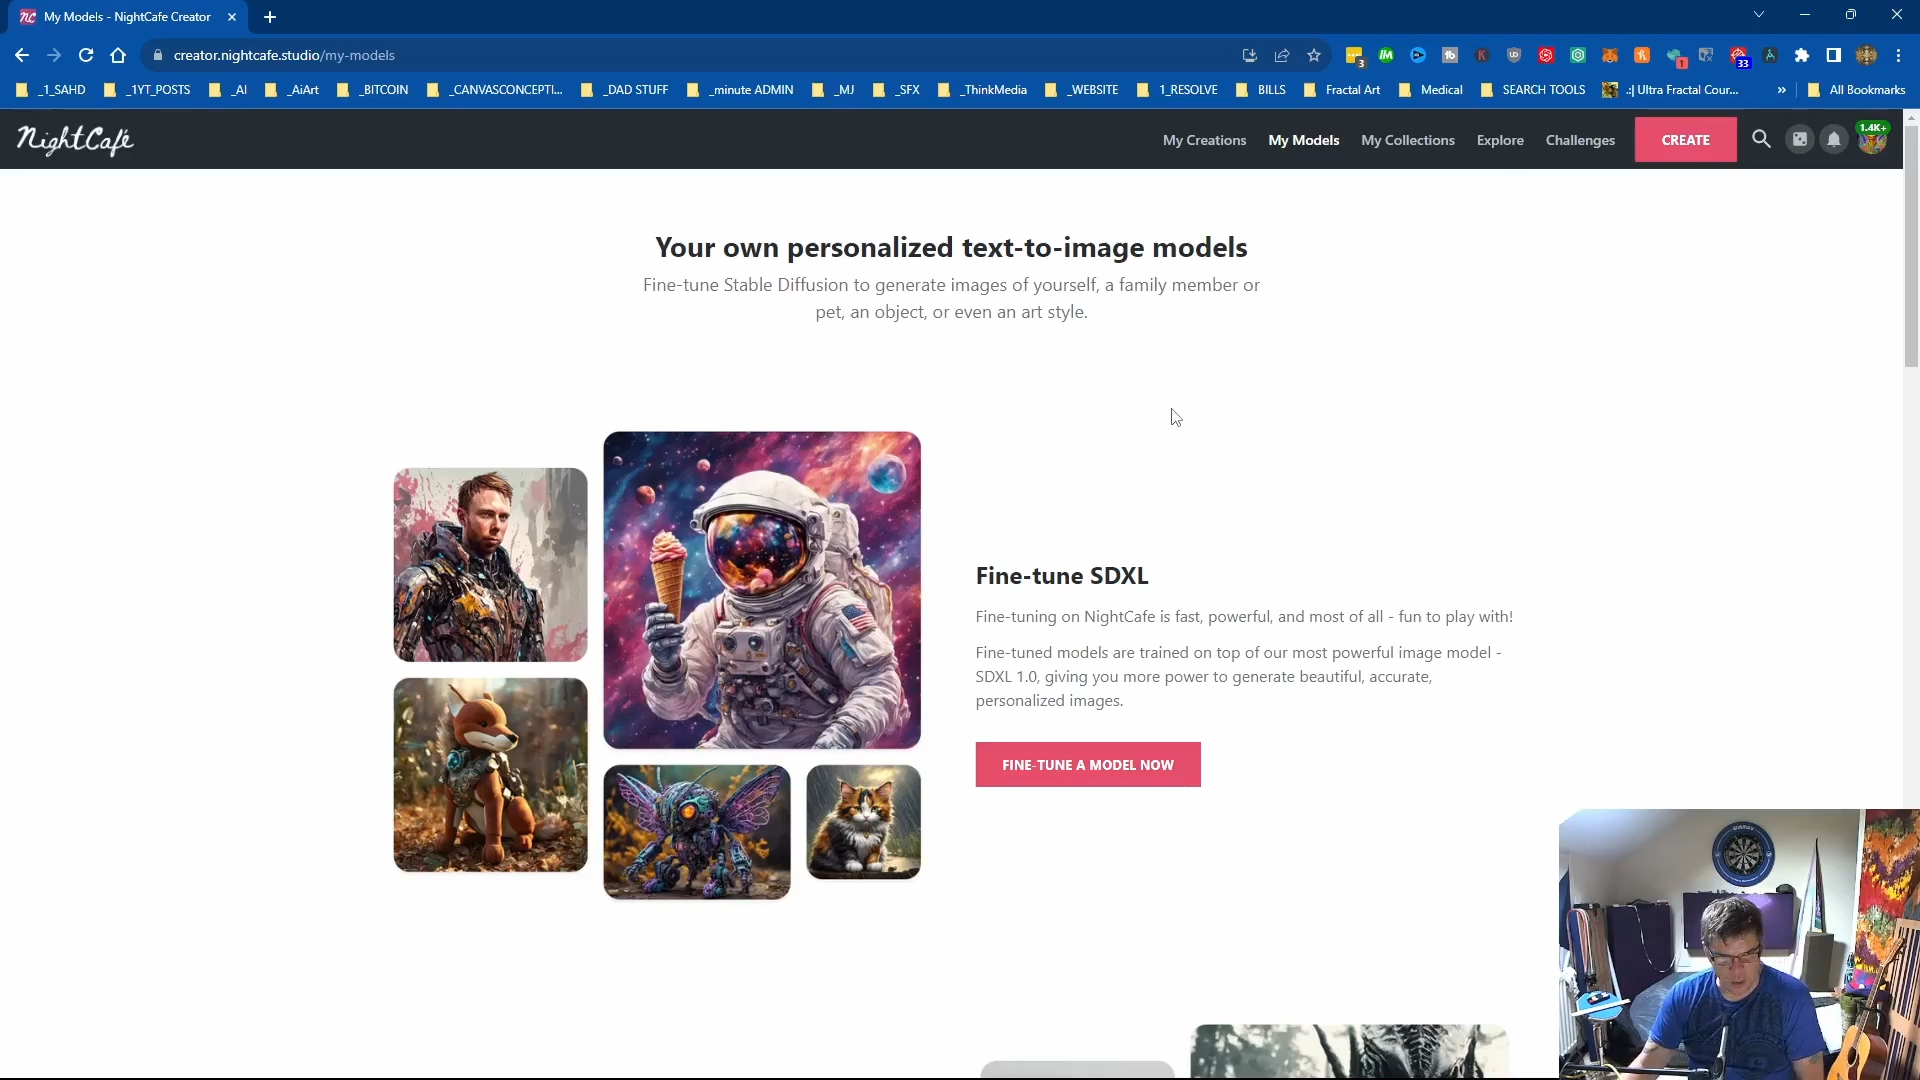 My Models - NightCafe Creator
creator.nightcafe.studio/my-models
3
1
33
_1_SAHD
_1YT_POSTS
_AI
_AiArt
_BITCOIN
_CANVASCONCEPTI...
_DAD STUFF
_minute ADMIN
_MJ
_SFX
_ThinkMedia
_WEBSITE
1_RESOLVE
BILLS
Fractal Art
Medical
SEARCH TOOLS
.:| Ultra Fractal Cour...
»
All Bookmarks
NightCafé
My Creations
My Models
My Collections
Explore
Challenges
CREATE
1.4K+
Your own personalized text-to-image models
Fine-tune Stable Diffusion to generate images of yourself, a family member or
pet, an object, or even an art style.
Fine-tune SDXL
Fine-tuning on NightCafe is fast, powerful, and most of all - fun to play with!
Fine-tuned models are trained on top of our most powerful image model -
SDXL 1.0, giving you more power to generate beautiful, accurate,
personalized images.
FINE-TUNE A MODEL NOW